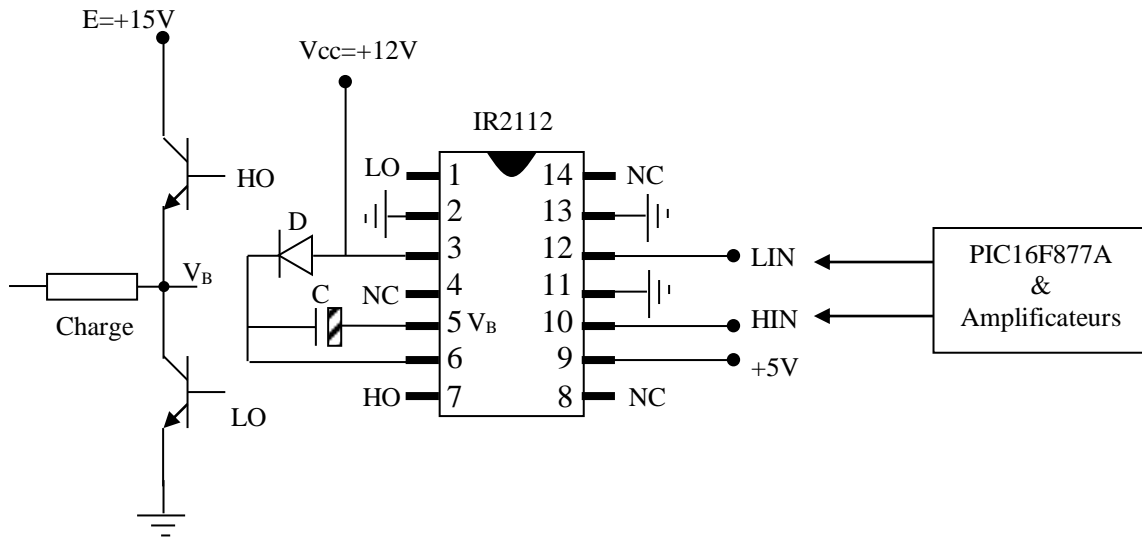 E=+15V
Vcc=+12V
IR2112
LO
1
14
NC
HO
2
13
D
3
12
LIN
PIC16F877A
&
Amplificateurs
V_B
C
NC
4
11
Charge
5
V_B
10
HIN
6
9
+5V
HO
7
8
NC
LO